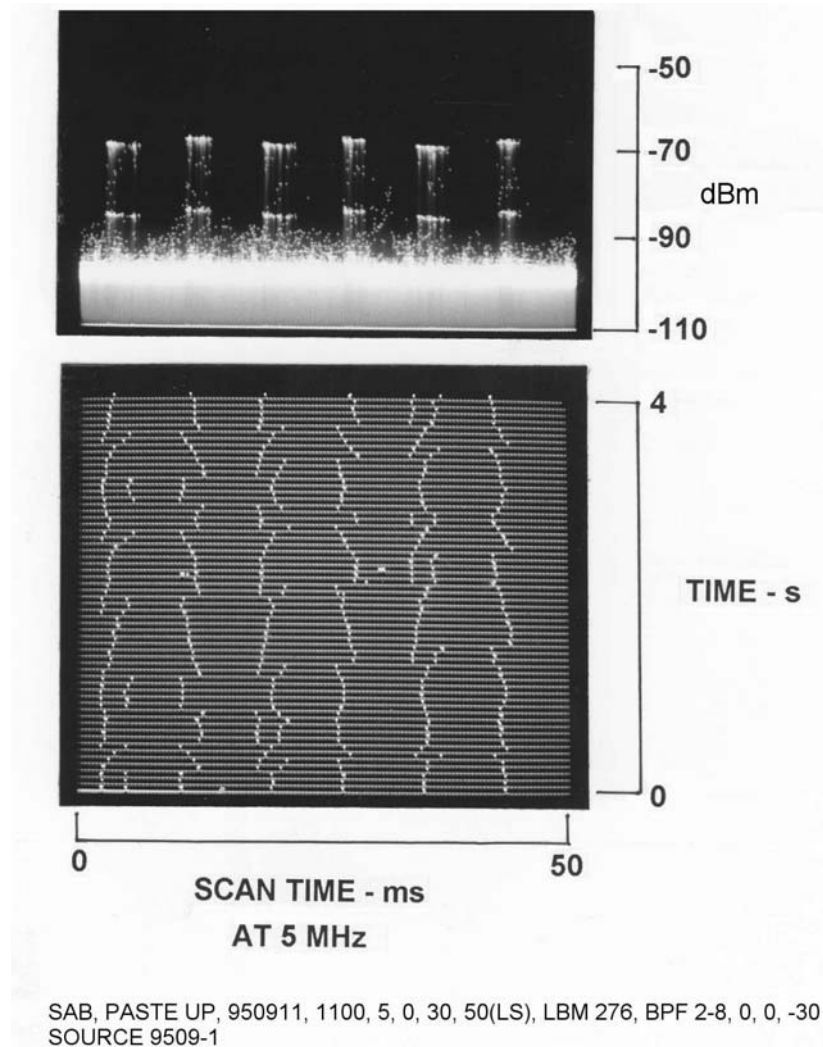 -50
-70
dBm
-90
-110
4
TIME - s
0
0 50
SCAN TIME - ms
AT 5 MHz
SAB, PASTE UP, 950911, 1100, 5, 0, 30, 50(LS), LBM 276, BPF 2-8, 0, 0, -30
SOURCE 9509-1